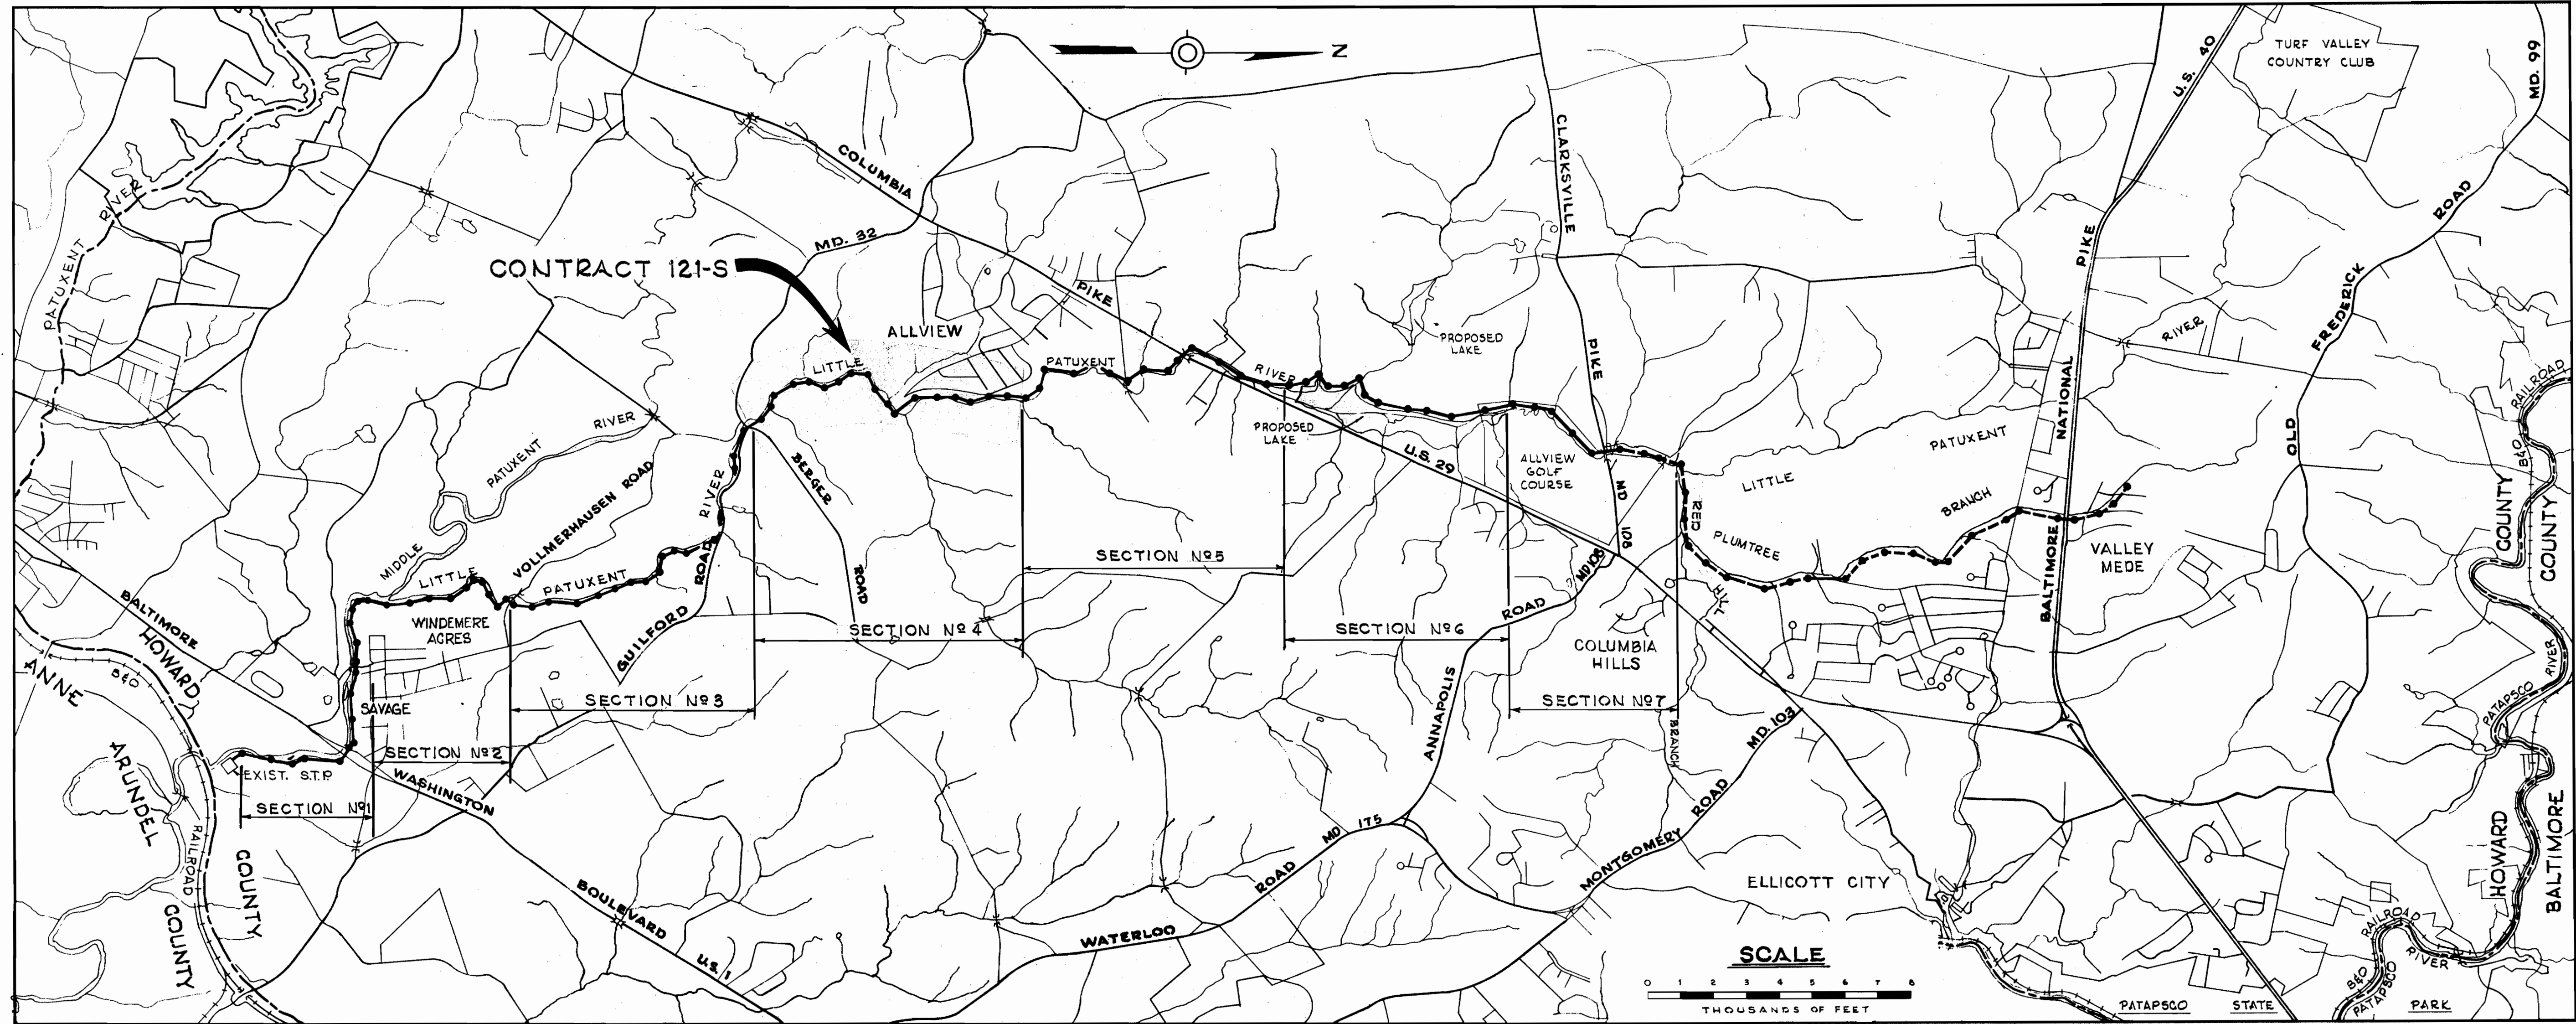 N
TURF VALLEY
COUNTRY CLUB
MD. 99
U.S. 40
COLUMBIA
CLARKSVILLE
RIVER
PATUXENT
MD. 32
CONTRACT 121-S
PIKE
PIKE
ROAD
FREDERICK
OLD
ALLVIEW
LITTLE
PATUXENT
RIVER
PROPOSED
LAKE
PIKE
RIVER
NATIONAL
RAILROAD
B&O
PROPOSED
LAKE
U.S. 29
ALLVIEW
GOLF
COURSE
MD
108
MD 108
RED
HILL
BRANCH
LITTLE
PATUXENT
PLUMTREE
BRANCH
BALTIMORE
VALLEY
MEDE
COUNTY
COUNTY
MIDDLE
PATUXENT
RIVER
VOLLMERHAUSEN ROAD
RIVER
ROAD
GUILFORD
BERGER
ROAD
LITTLE
PATUXENT
WINDEMERE
ACRES
SAVAGE
SECTION Nº5
SECTION Nº4
SECTION Nº6
SECTION Nº3
SECTION Nº7
SECTION Nº2
SECTION Nº1
EXIST. S.T.P.
BALTIMORE
WASHINGTON
BOULEVARD
U.S. 1
HOWARD
COUNTY
ANNE
ARUNDEL
COUNTY
B&O
RAILROAD
ROAD
ANNAPOLIS
COLUMBIA
HILLS
MD. 103
ROAD
MONTGOMERY
WATERLOO
ROAD
MD 175
ELLICOTT CITY
PATAPSCO
RIVER
HOWARD
BALTIMORE
RAILROAD
RIVER
B&O
PATAPSCO
PATAPSCO STATE PARK
SCALE
0 1 2 3 4 5 6 7 8
THOUSANDS OF FEET